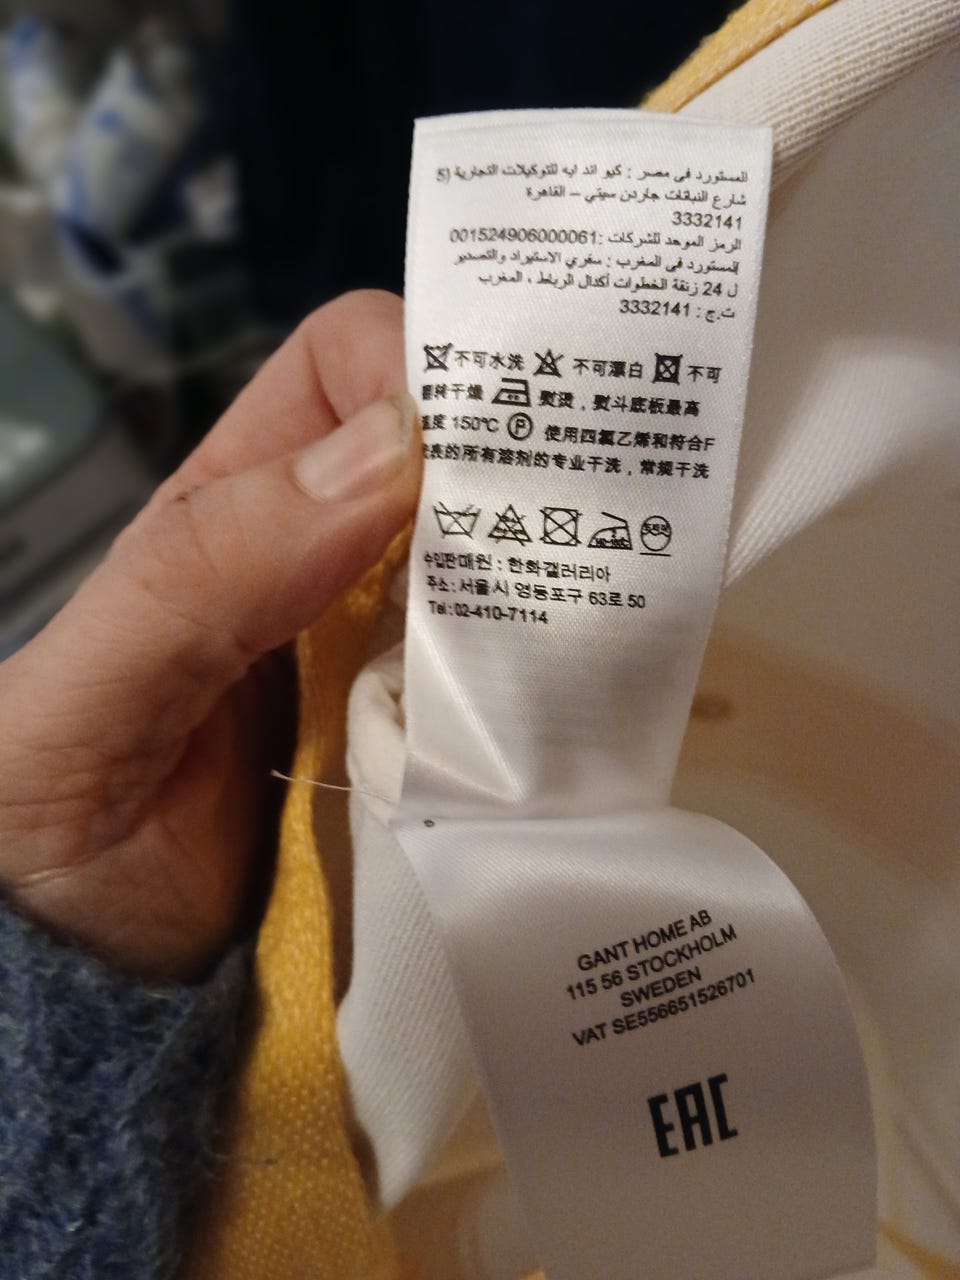 المستورد في مصر : كيو اند ايه للتوكيلات التجارية (5
شارع النباتات جاردن سيتي – القاهرة
3332141
الرمز الموحد للشركات :001524906000061
المستورد في المغرب : سفري الاستيراد والتصدير
ل 24 زنقة الخطوات أكدال الرباط ، المغرب
ت.ج : 3332141
不可水洗 不可漂白 不可
翻转干燥 熨烫，熨斗底板最高
温度 150℃ P 使用四氯乙烯和符合F
代表的所有溶剂的专业干洗，常规干洗
수입판매원 : 한화갤러리아
주소: 서울시 영등포구 63로 50
Tel: 02-410-7114
GANT HOME AB
115 56 STOCKHOLM
SWEDEN
VAT SE556651526701
EAC